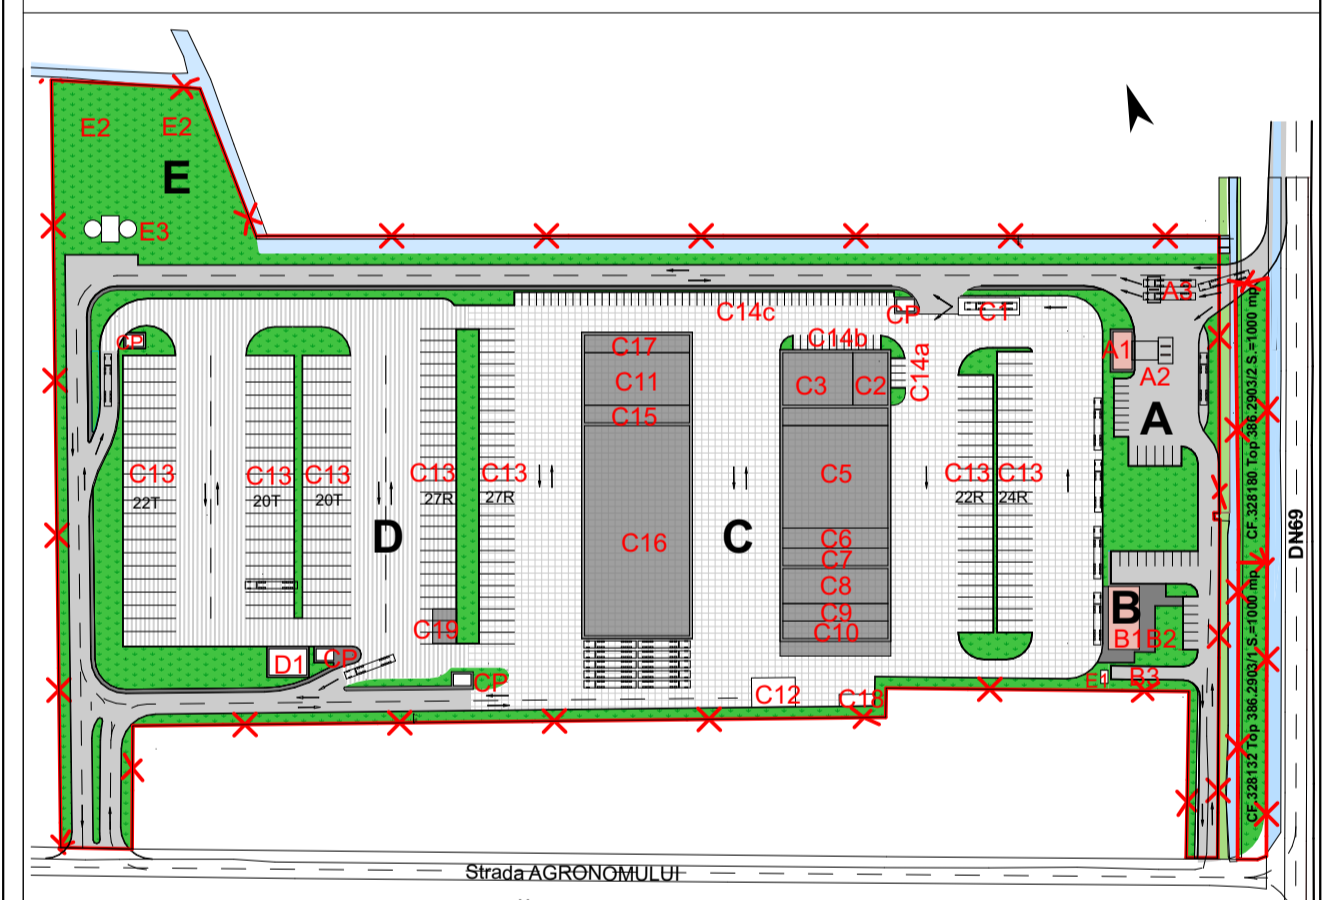 E2 E2
E
E3
A3
C14c CP C1
CP C17 C14b A1
C11 C3 C2 C14a A2
C15 A
C13 C13 C13 C13 C13 C5 C13 C13
22T 20T 20T 27R 27R 22R 24R
D C16 C C6
C7
C8
C9 B
C19 C10 B1 B2
D1 CP
CP C12 C18 E1 B3
CF.328180.Top 386.2903/2 S.=1000 mp
CF.328132 Top 386.2903/1 S.=1000 mp
DN69
Strada AGRONOMULUI